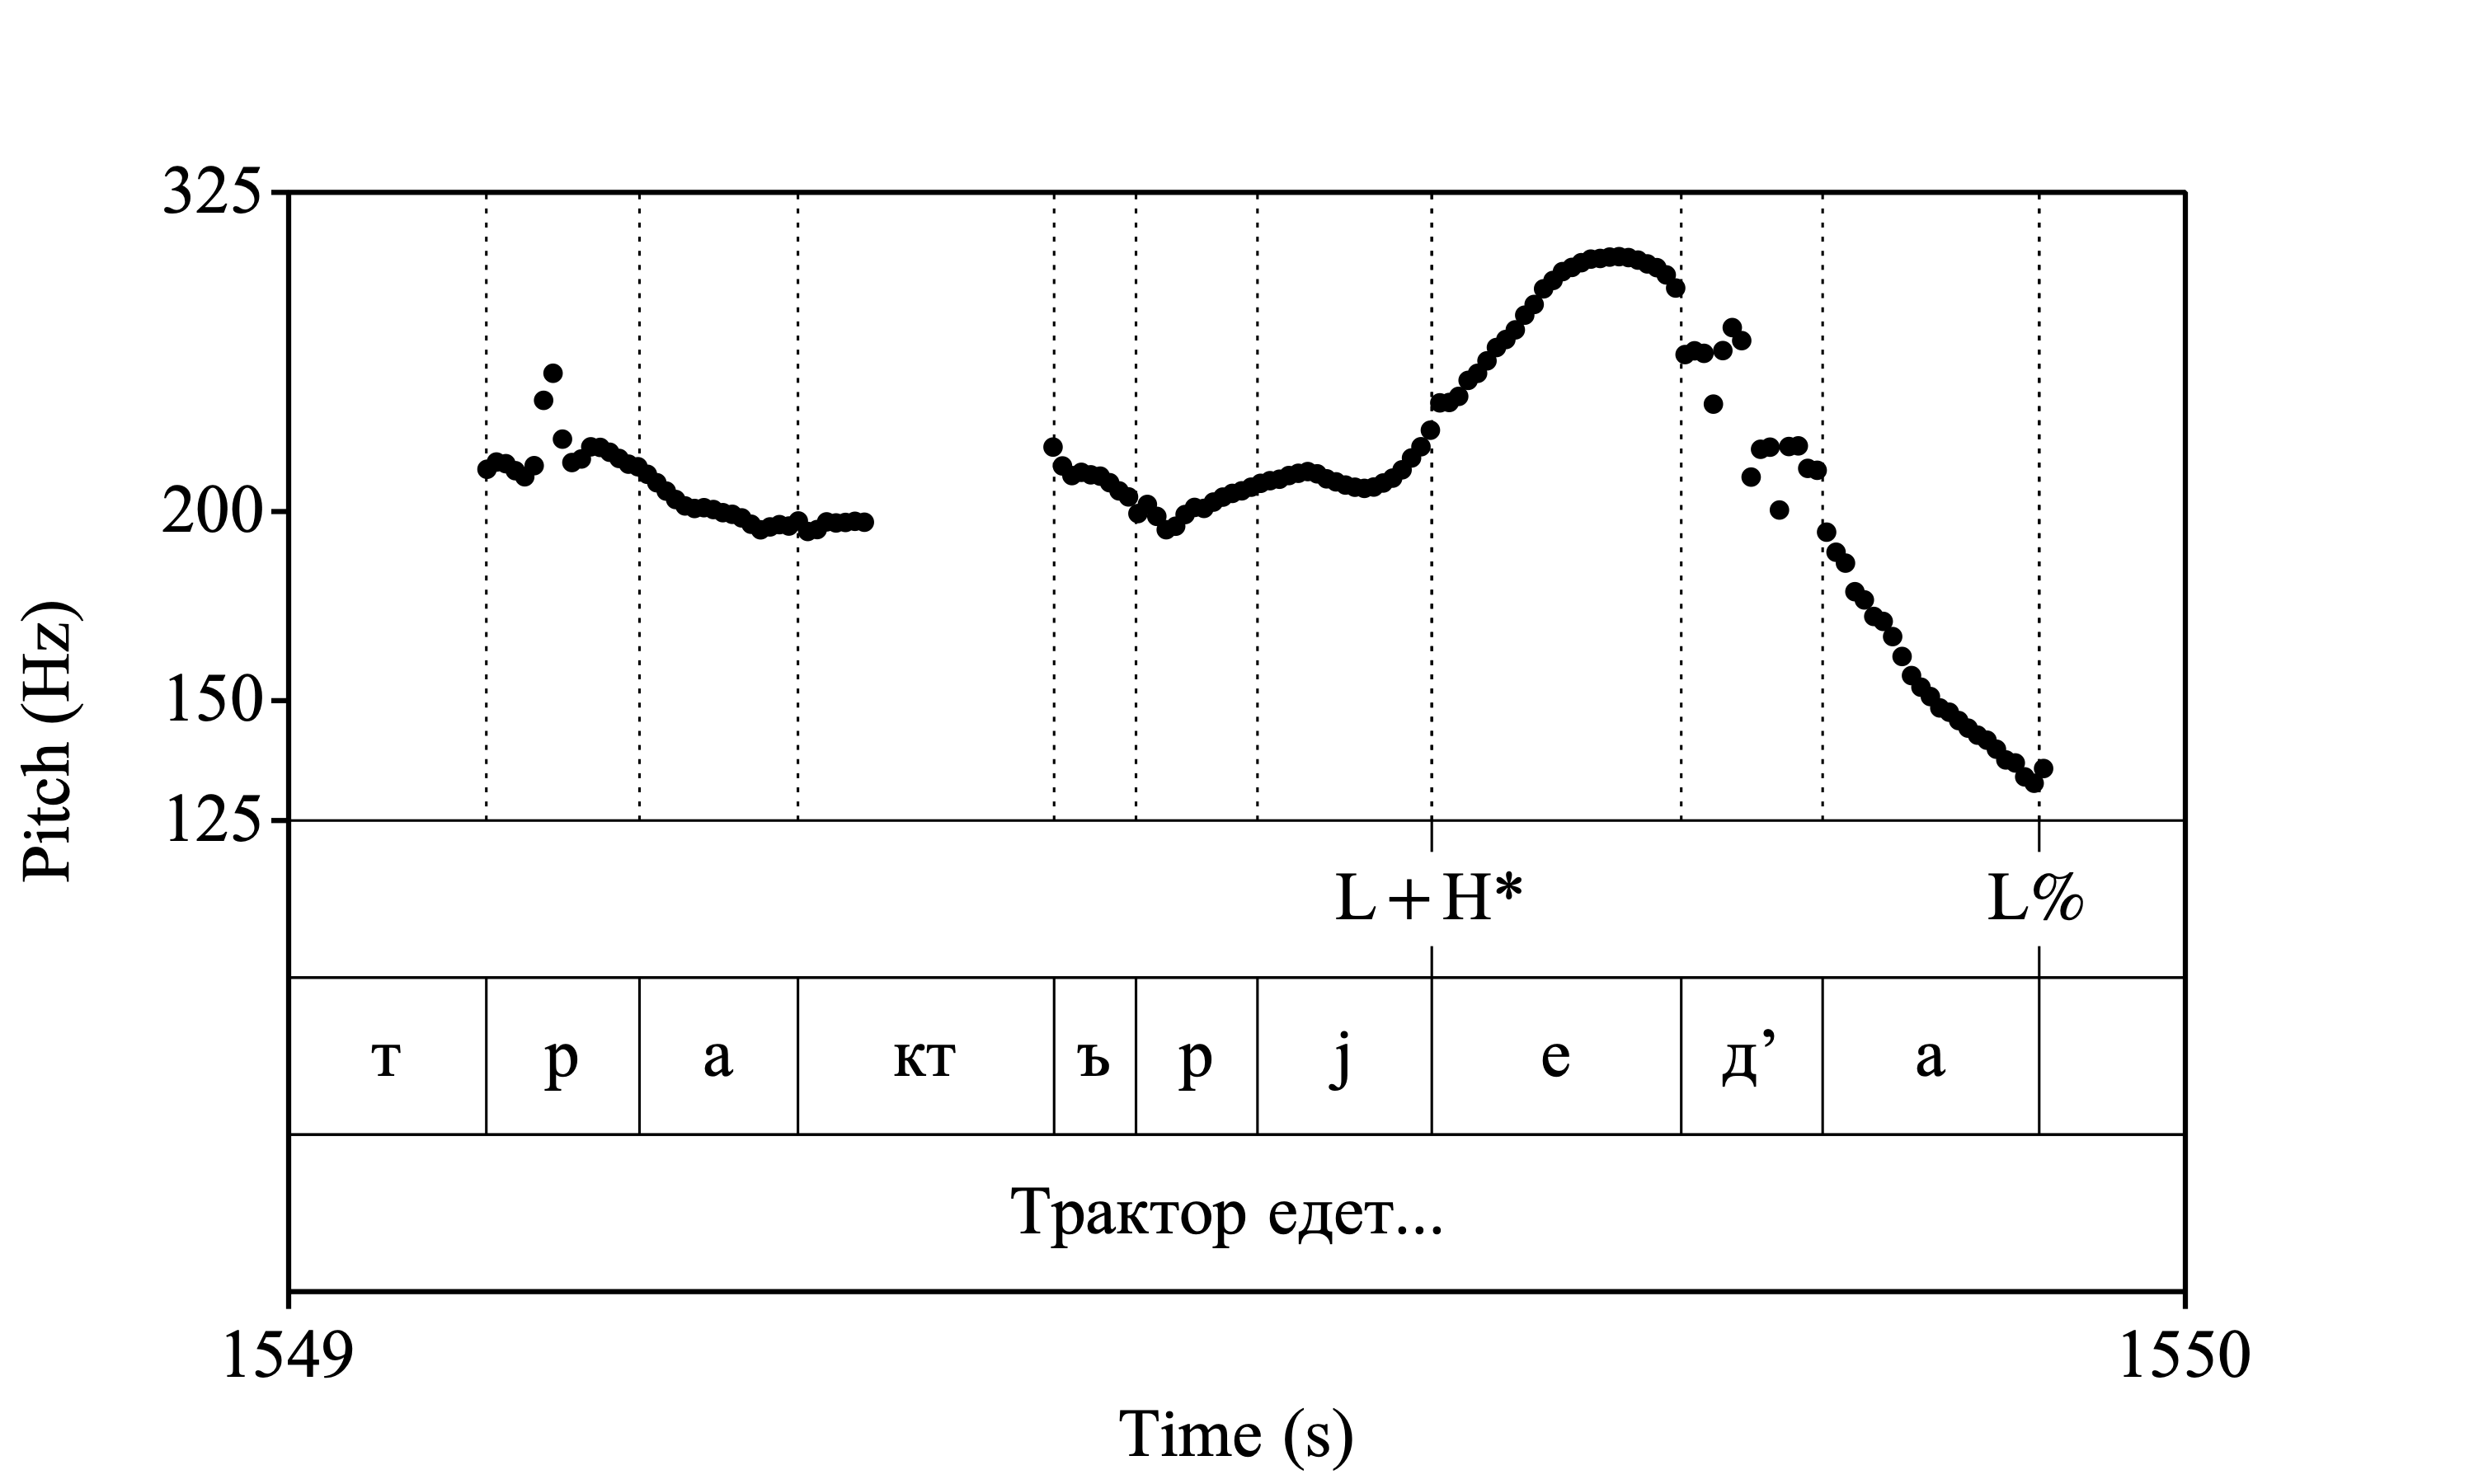 325
200
150
125
Pitch (Hz)
L+H* L%
т р а кт ъ р j е д’ а
Трактор едет...
1549 1550
Time (s)